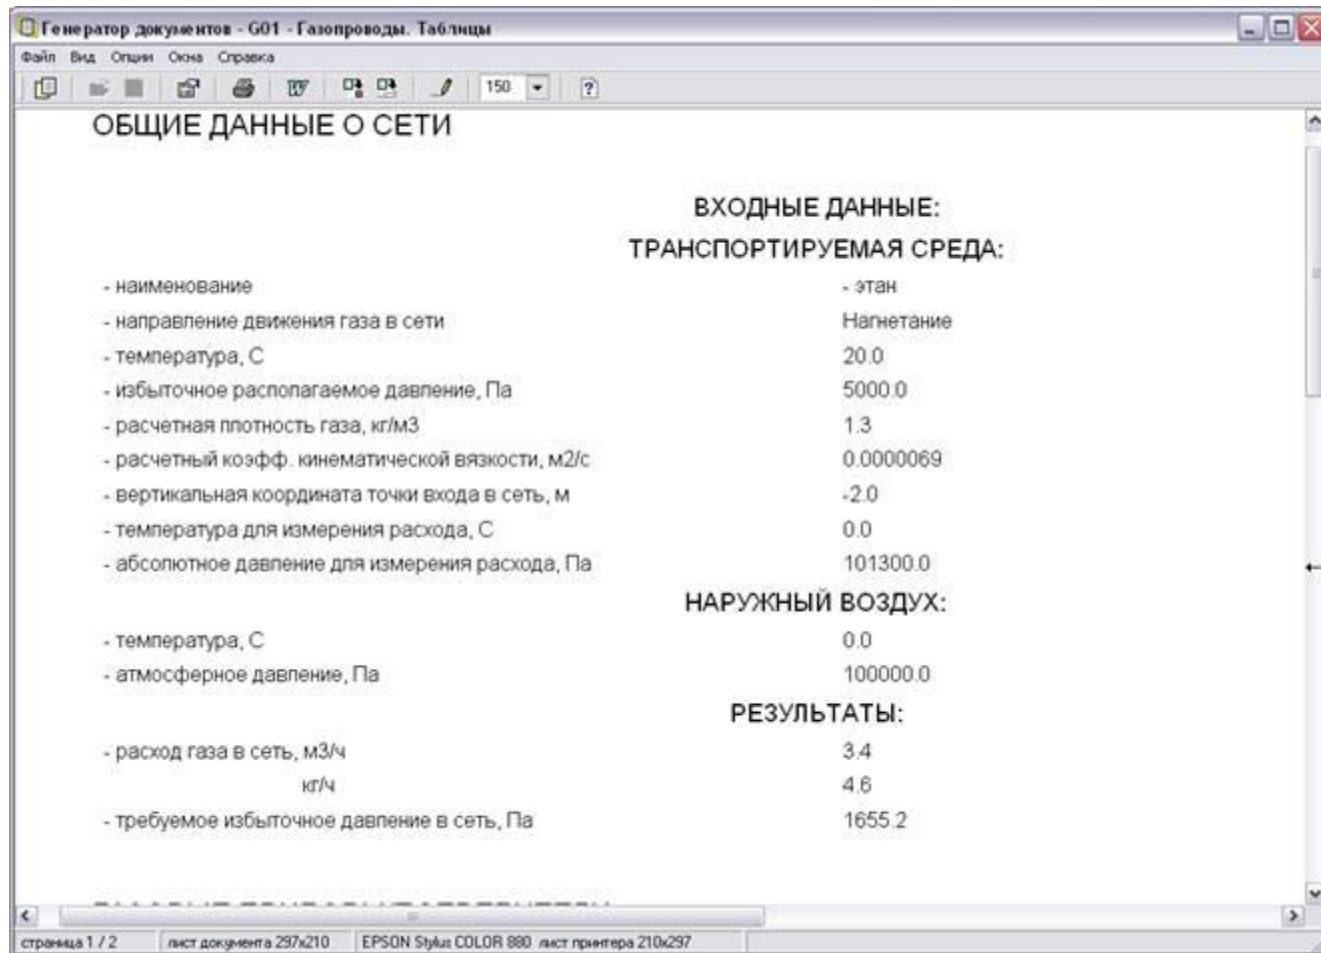 Генератор документов - G01 - Газопроводы. Таблицы
Файл Вид Опции Окна Справка
150
ОБЩИЕ ДАННЫЕ О СЕТИ
ВХОДНЫЕ ДАННЫЕ:
ТРАНСПОРТИРУЕМАЯ СРЕДА:
- наименование - этан
- направление движения газа в сети Нагнетание
- температура, С 20.0
- избыточное располагаемое давление, Па 5000.0
- расчетная плотность газа, кг/м3 1.3
- расчетный коэфф. кинематической вязкости, м2/с 0.0000069
- вертикальная координата точки входа в сеть, м -2.0
- температура для измерения расхода, С 0.0
- абсолютное давление для измерения расхода, Па 101300.0
НАРУЖНЫЙ ВОЗДУХ:
- температура, С 0.0
- атмосферное давление, Па 100000.0
РЕЗУЛЬТАТЫ:
- расход газа в сеть, м3/ч 3.4
кг/ч 4.6
- требуемое избыточное давление в сеть, Па 1655.2
страница 1 / 2 лист документа 297x210 EPSON Stylus COLOR 880 лист принтера 210x297